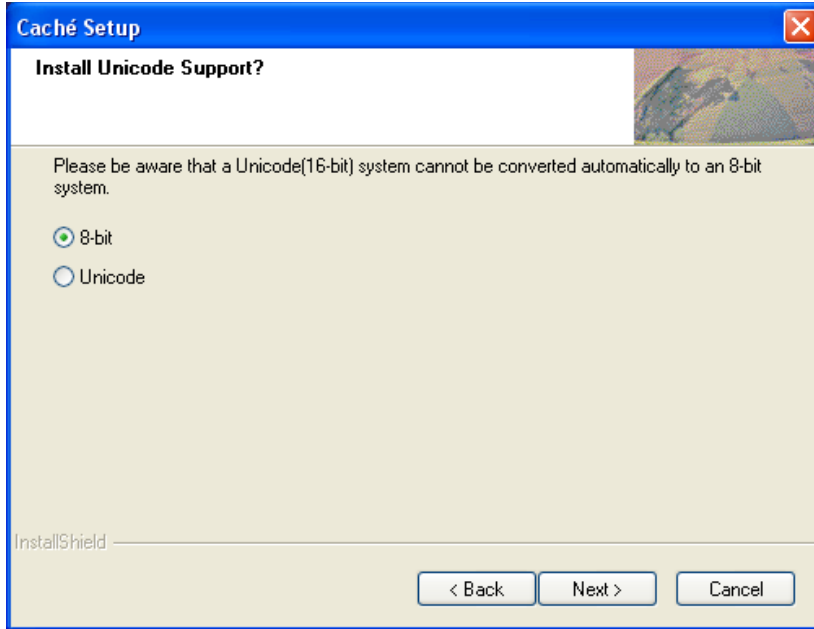 Caché Setup
Install Unicode Support?
Please be aware that a Unicode(16-bit) system cannot be converted automatically to an 8-bit
system.
8-bit
Unicode
InstallShield
< Back Next > Cancel